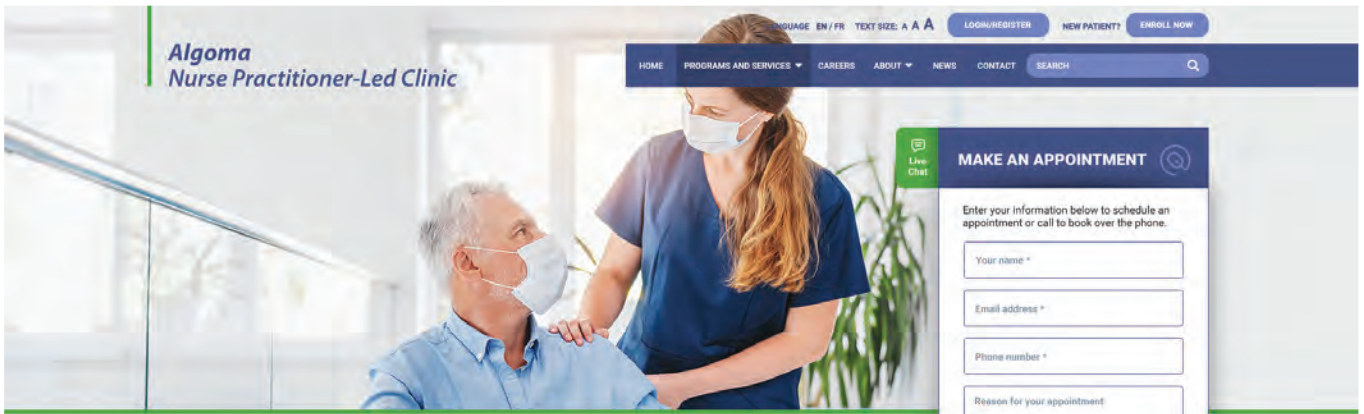 LANGUAGE EN / FR TEXT SIZE: A A A LOGIN/REGISTER NEW PATIENT? ENROLL NOW
Algoma
Nurse Practitioner-Led Clinic
HOME PROGRAMS AND SERVICES CAREERS ABOUT NEWS CONTACT SEARCH
Live-
Chat
MAKE AN APPOINTMENT
Enter your information below to schedule an
appointment or call to book over the phone.
Your name *
Email address *
Phone number *
Reason for your appointment